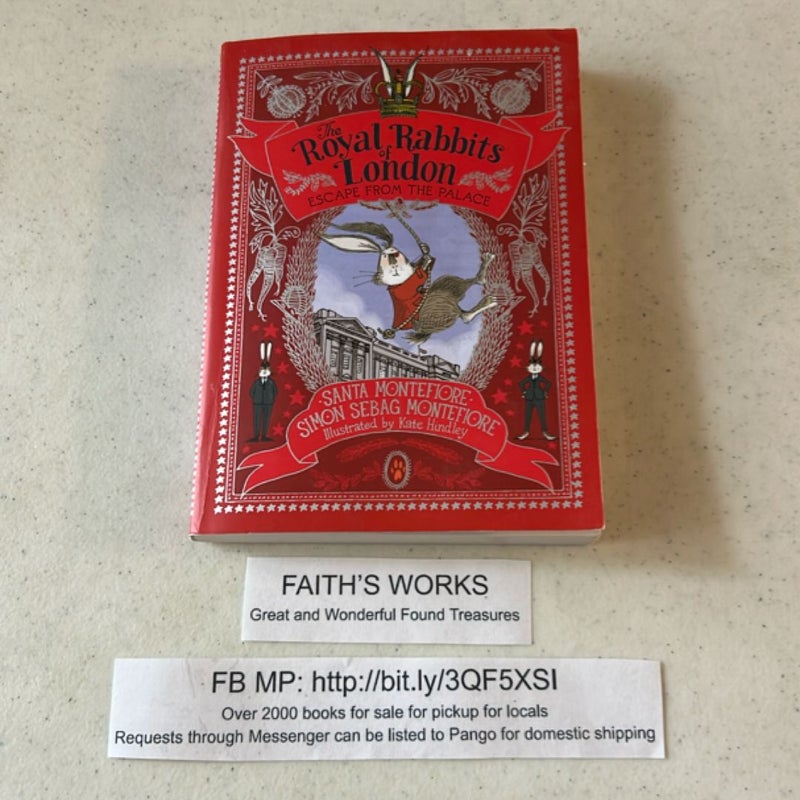 The
Royal Rabbits
of
London
ESCAPE FROM THE PALACE
SANTA MONTEFIORE
SIMON SEBAG MONTEFIORE
Illustrated by Kate Hindley
FAITH'S WORKS
Great and Wonderful Found Treasures
FB MP: http://bit.ly/3QF5XSI
Over 2000 books for sale for pickup for locals
Requests through Messenger can be listed to Pango for domestic shipping